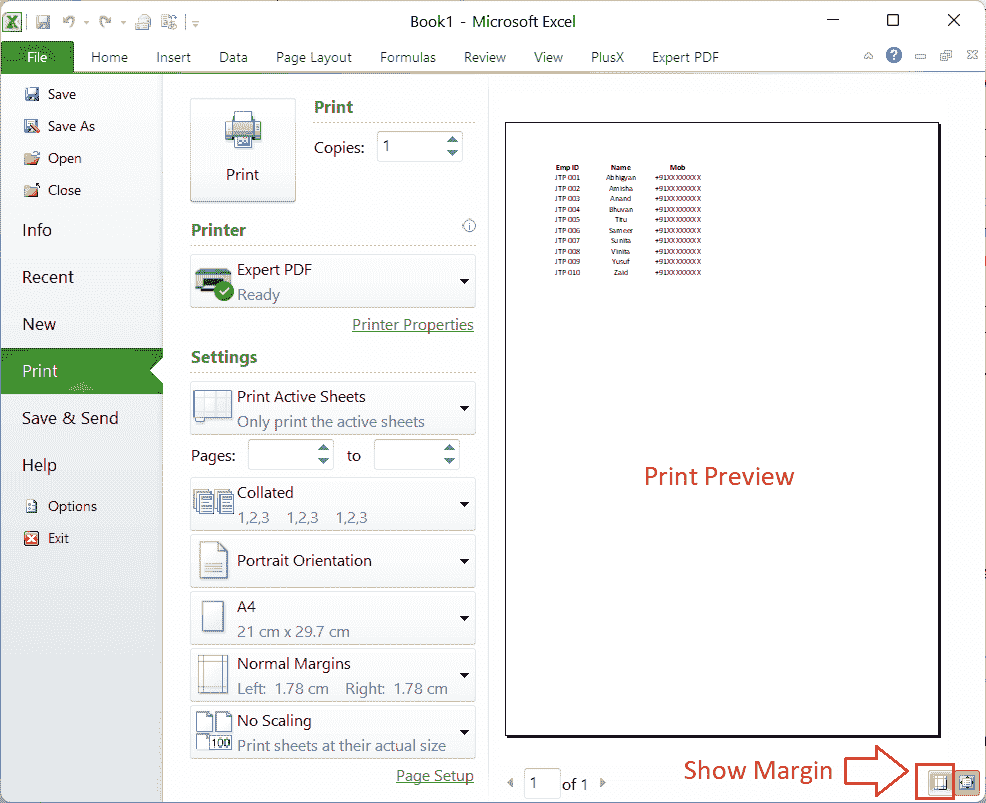 Book1 - Microsoft Excel
File Home Insert Data Page Layout Formulas Review View PlusX Expert PDF
Save
Save As
Open
Close
Info
Recent
New
Print
Save & Send
Help
Options
Exit
Print
Print
Copies: 1
Printer
Expert PDF
Ready
Printer Properties
Settings
Print Active Sheets
Only print the active sheets
Pages: to
Collated
1,2,3 1,2,3 1,2,3
Portrait Orientation
A4
21 cm x 29.7 cm
Normal Margins
Left: 1.78 cm Right: 1.78 cm
No Scaling
100
Print sheets at their actual size
Page Setup
Emp ID Name Mob
JTP 001 Abhigyan +91XXXXXXXX
JTP 002 Amisha +91XXXXXXXX
JTP 003 Anand +91XXXXXXXX
JTP 004 Bhuvan +91XXXXXXXX
JTP 005 Titu +91XXXXXXXX
JTP 006 Sameer +91XXXXXXXX
JTP 007 Sunita +91XXXXXXXX
JTP 008 Vinita +91XXXXXXXX
JTP 009 Yusuf +91XXXXXXXX
JTP 010 Zaid +91XXXXXXXX
Print Preview
Show Margin
1 of 1